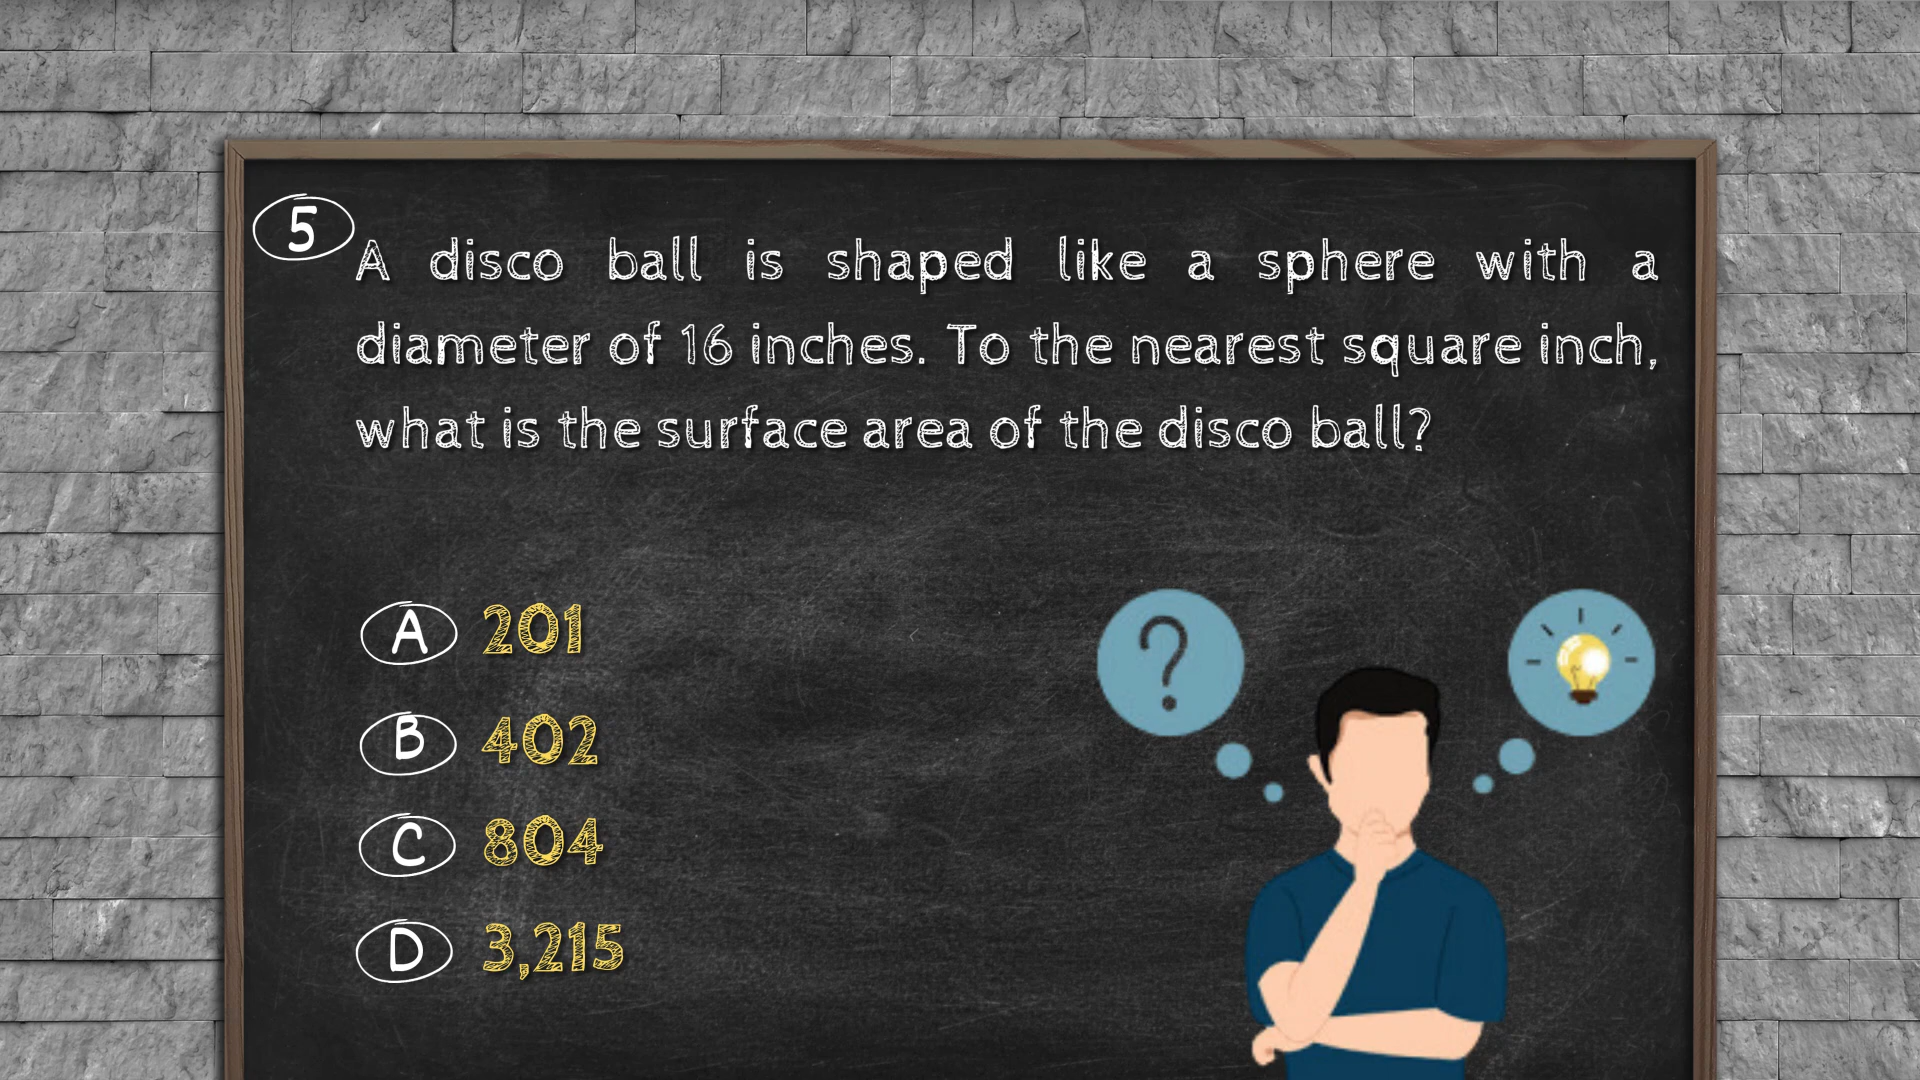 5
A disco ball is shaped like a sphere with a
diameter of 16 inches. To the nearest square inch,
what is the surface area of the disco ball?
?
A 201
B 402
C 804
D 3,215